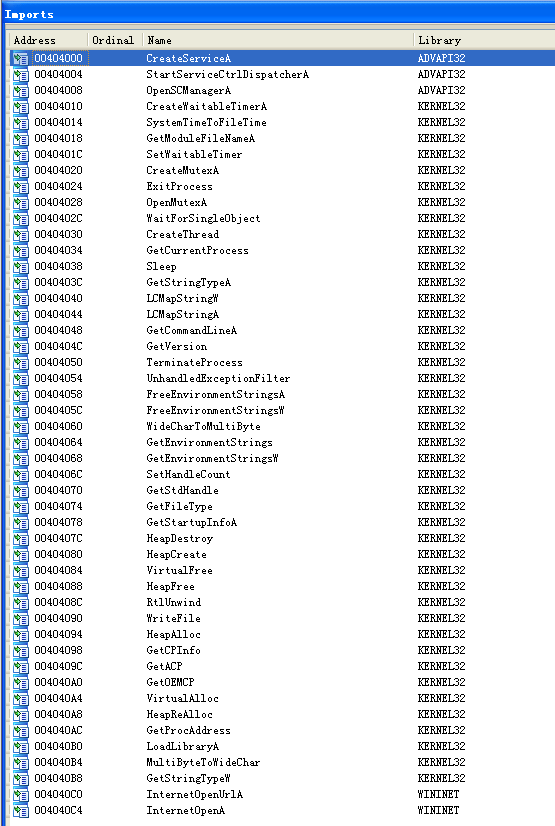 Imports
Address Ordinal Name Library
00404000 CreateServiceA ADVAPI32
00404004 StartServiceCtrlDispatcherA ADVAPI32
00404008 OpenSCManagerA ADVAPI32
00404010 CreateWaitableTimerA KERNEL32
00404014 SystemTimeToFileTime KERNEL32
00404018 GetModuleFileNameA KERNEL32
0040401C SetWaitableTimer KERNEL32
00404020 CreateMutexA KERNEL32
00404024 ExitProcess KERNEL32
00404028 OpenMutexA KERNEL32
0040402C WaitForSingleObject KERNEL32
00404030 CreateThread KERNEL32
00404034 GetCurrentProcess KERNEL32
00404038 Sleep KERNEL32
0040403C GetStringTypeA KERNEL32
00404040 LCMapStringW KERNEL32
00404044 LCMapStringA KERNEL32
00404048 GetCommandLineA KERNEL32
0040404C GetVersion KERNEL32
00404050 TerminateProcess KERNEL32
00404054 UnhandledExceptionFilter KERNEL32
00404058 FreeEnvironmentStringsA KERNEL32
0040405C FreeEnvironmentStringsW KERNEL32
00404060 WideCharToMultiByte KERNEL32
00404064 GetEnvironmentStrings KERNEL32
00404068 GetEnvironmentStringsW KERNEL32
0040406C SetHandleCount KERNEL32
00404070 GetStdHandle KERNEL32
00404074 GetFileType KERNEL32
00404078 GetStartupInfoA KERNEL32
0040407C HeapDestroy KERNEL32
00404080 HeapCreate KERNEL32
00404084 VirtualFree KERNEL32
00404088 HeapFree KERNEL32
0040408C RtlUnwind KERNEL32
00404090 WriteFile KERNEL32
00404094 HeapAlloc KERNEL32
00404098 GetCPInfo KERNEL32
0040409C GetACP KERNEL32
004040A0 GetOEMCP KERNEL32
004040A4 VirtualAlloc KERNEL32
004040A8 HeapReAlloc KERNEL32
004040AC GetProcAddress KERNEL32
004040B0 LoadLibraryA KERNEL32
004040B4 MultiByteToWideChar KERNEL32
004040B8 GetStringTypeW KERNEL32
004040C0 InternetOpenUrlA WININET
004040C4 InternetOpenA WININET